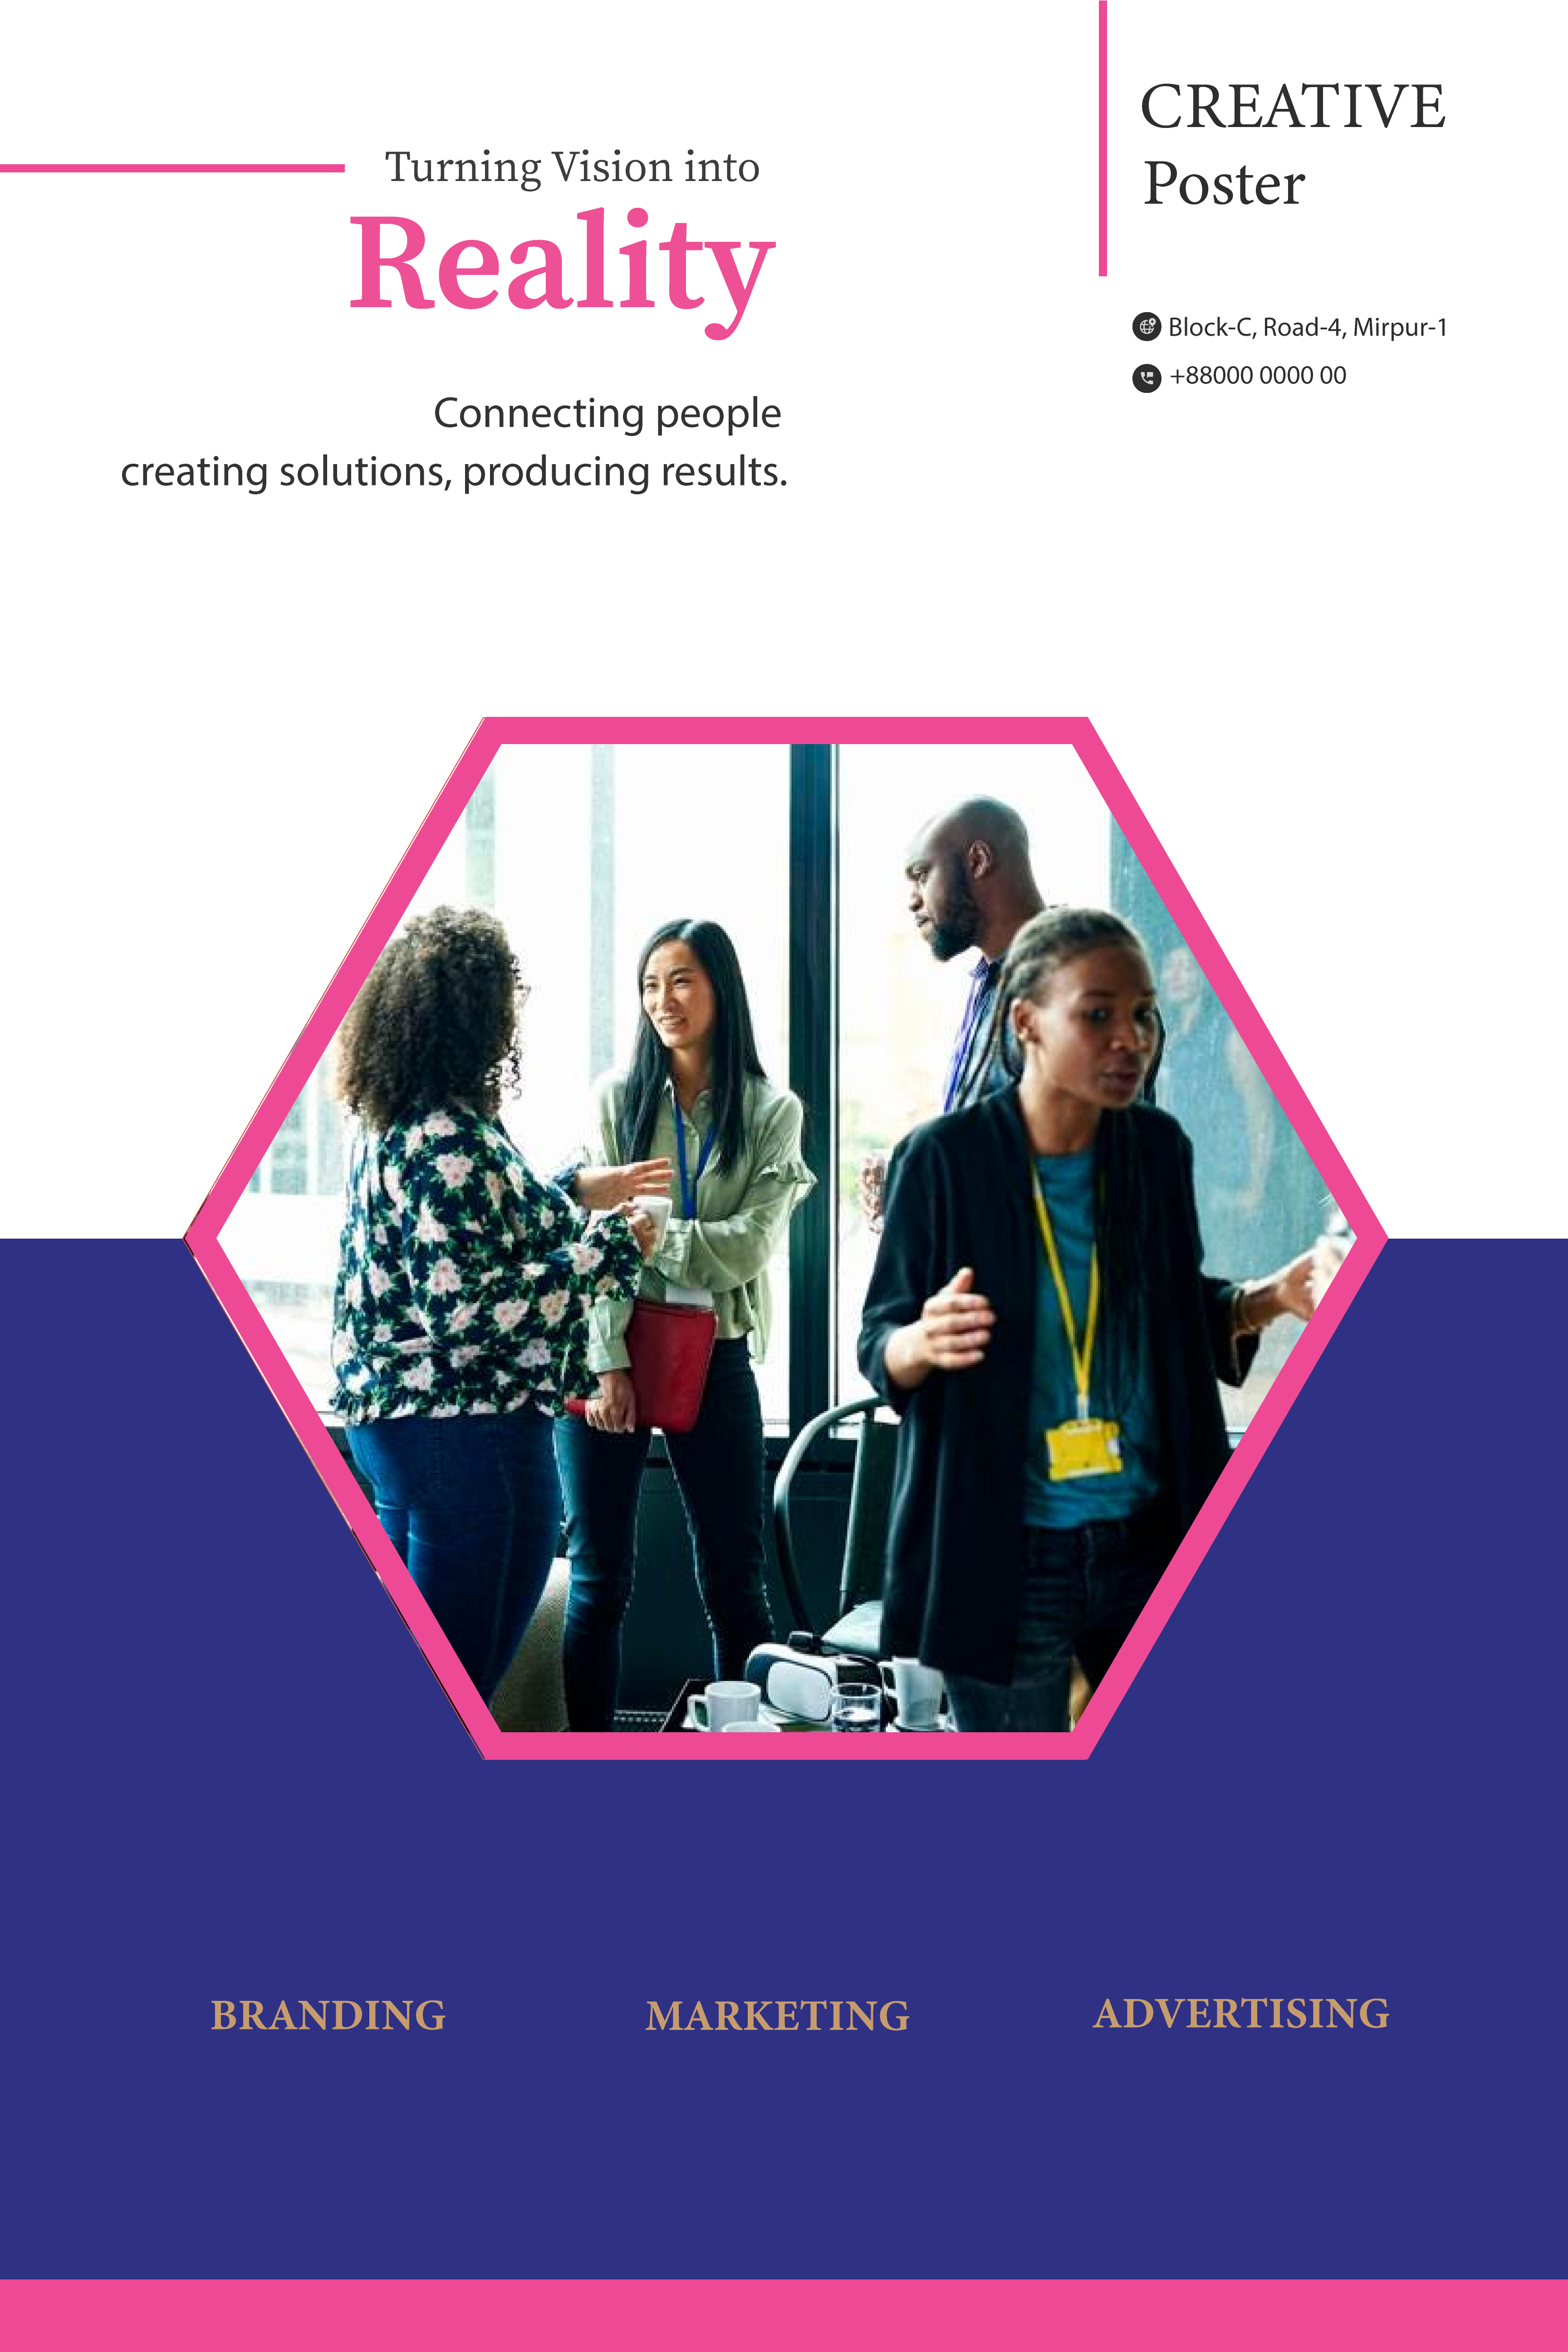 Turning Vision into
Reality
Connecting people
creating solutions, producing results.
CREATIVE
Poster
Block-C, Road-4, Mirpur-1
+88000 0000 00
BRANDING
MARKETING
ADVERTISING